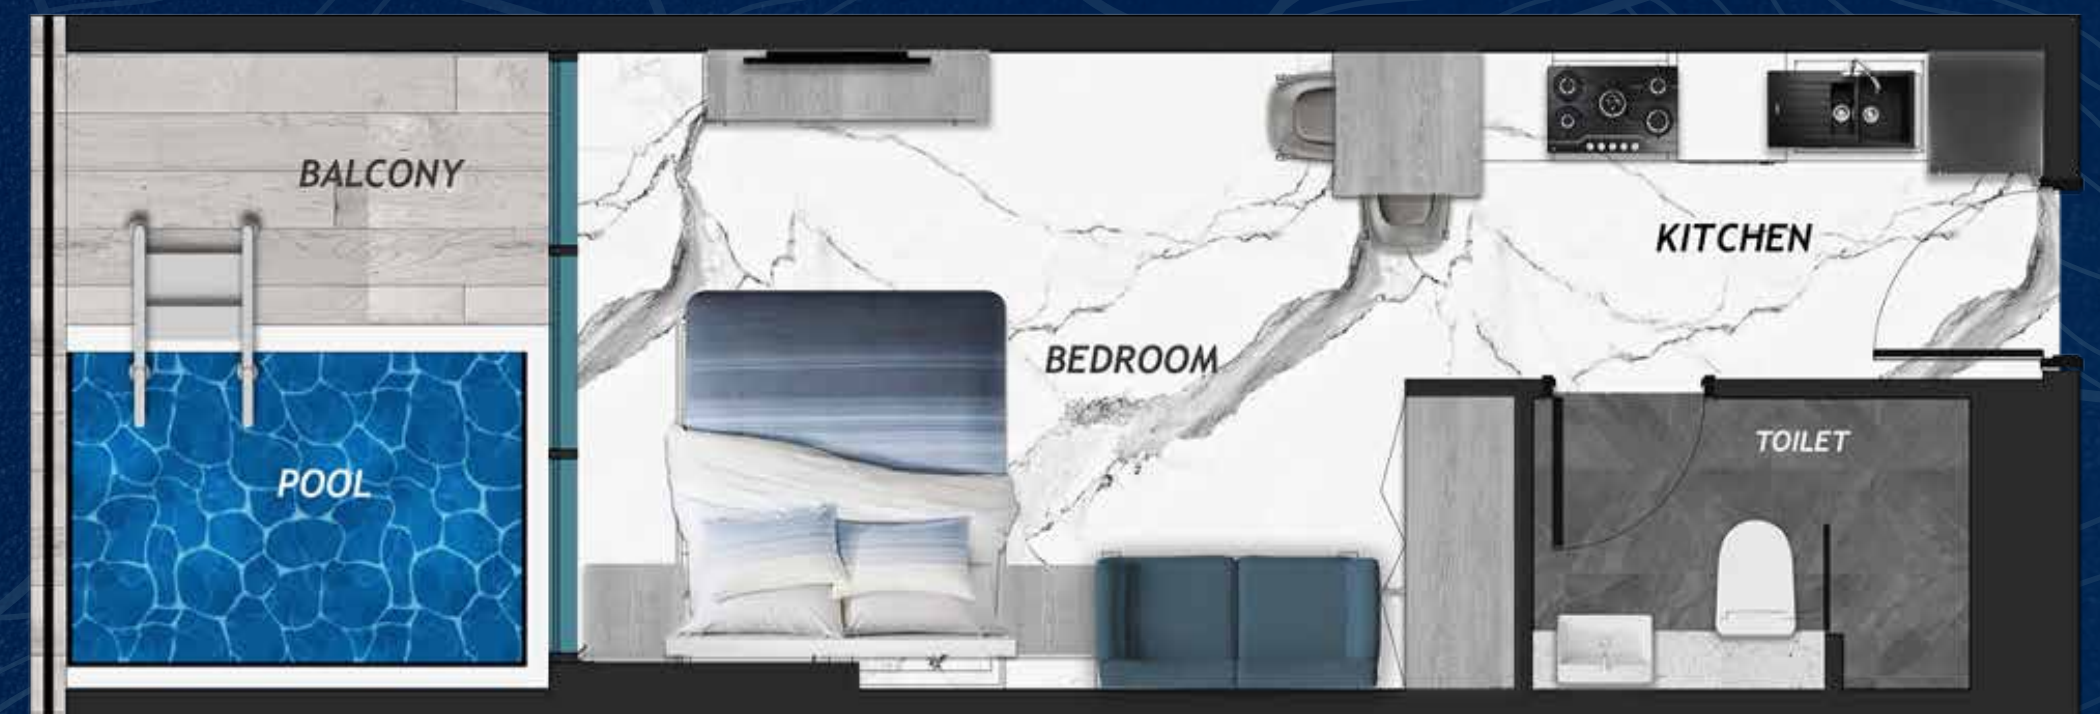 BALCONY
KITCHEN
BEDROOM
TOILET
POOL